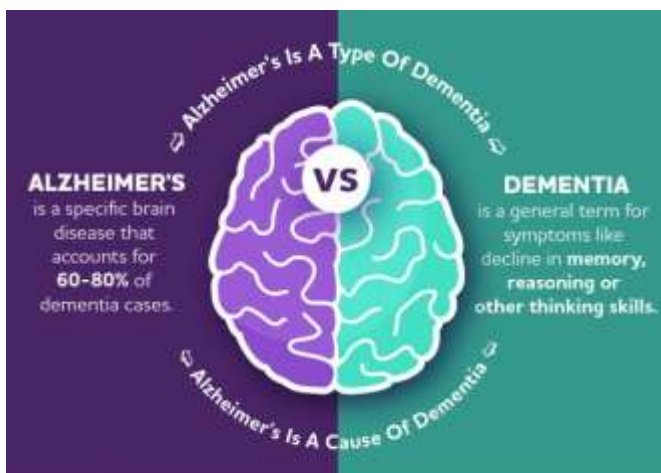 Alzheimer's Is A Type Of Dementia
VS
ALZHEIMER'S
is a specific brain
disease that
accounts for
60-80% of
dementia cases.
DEMENTIA
is a general term for
symptoms like
decline in memory,
reasoning or
other thinking skills.
Alzheimer's Is A Cause Of Dementia